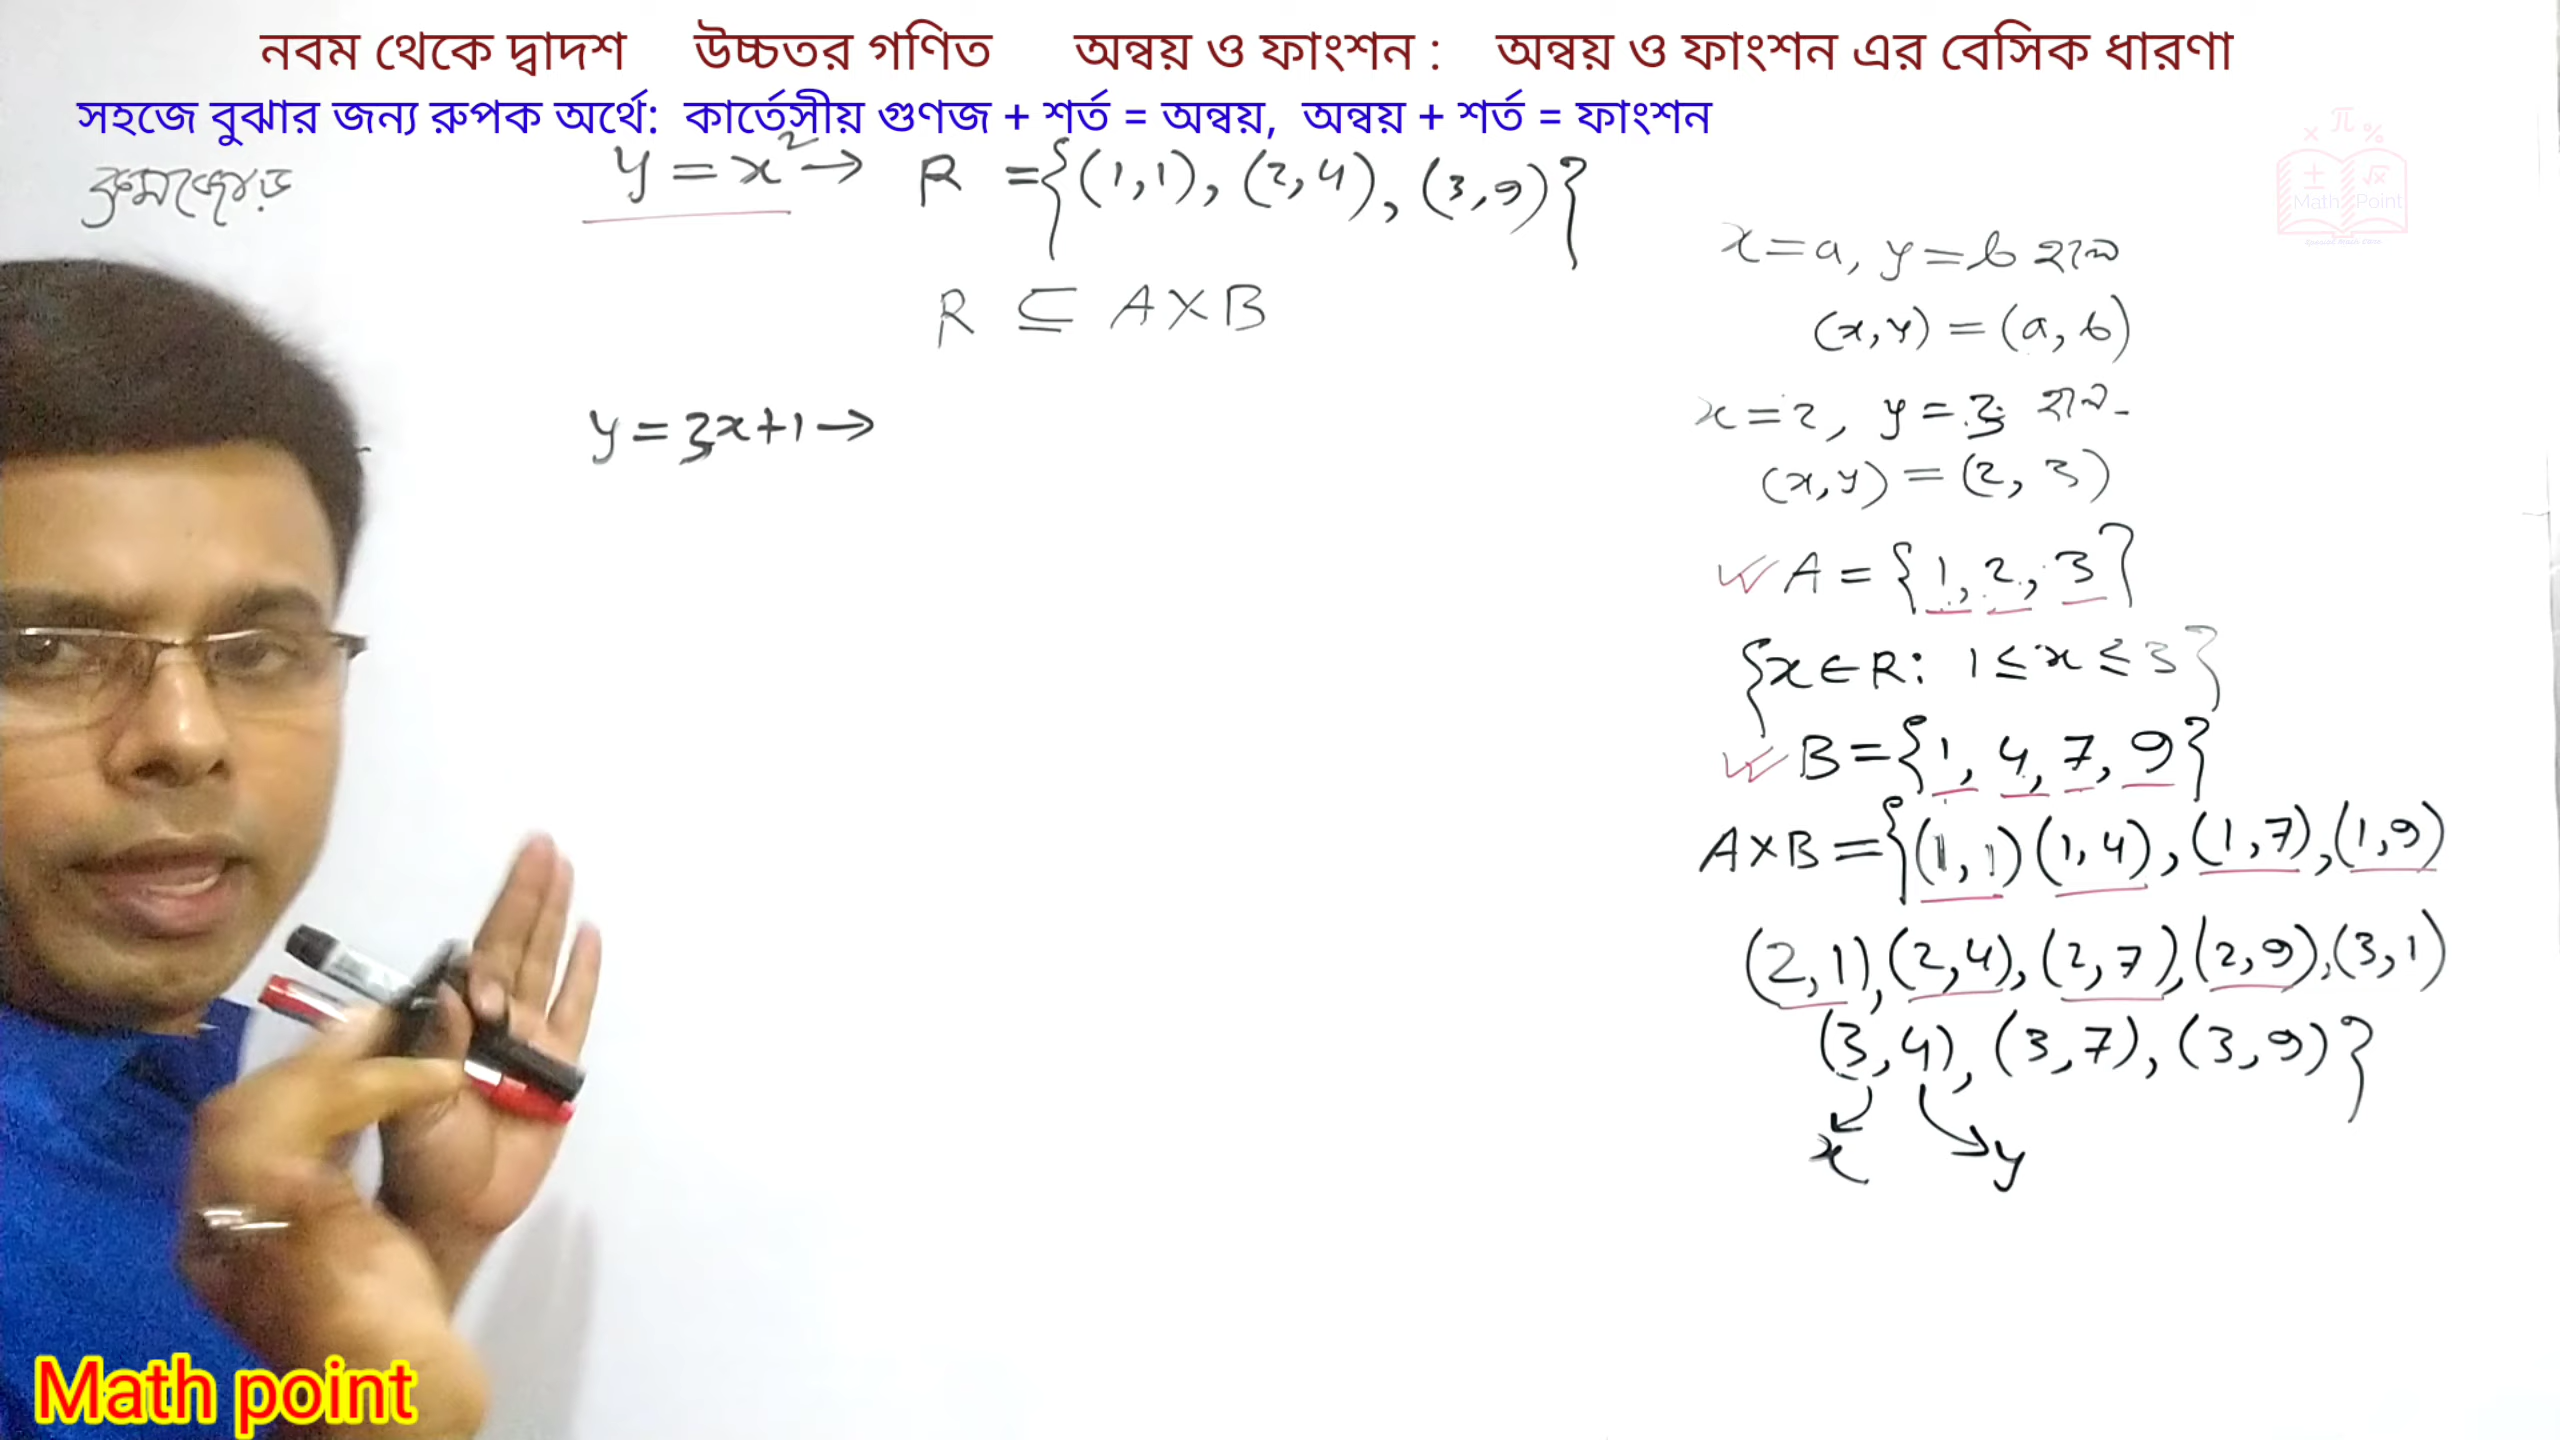 নবম থেকে দ্বাদশ উচ্চতর গণিত অন্বয় ও ফাংশন : অন্বয় ও ফাংশন এর বেসিক ধারণা
সহজে বুঝার জন্য রুপক অর্থে: কার্তেসীয় গুণজ + শর্ত = অন্বয়, অন্বয় + শর্ত = ফাংশন
ক্রমজোড়
y = x² → R = {(1,1), (2,4), (3,9)}
R ⊆ A×B
y = 3x+1 →
Math Point
x = a, y = b হলে
(x,y) = (a, b)
x = 2, y = 3 হলে
(x,y) = (2, 3)
A = {1, 2, 3}
{x ∈ R: 1 ≤ x ≤ 3}
B = {1, 4, 7, 9}
A×B = {(1,1) (1,4), (1,7), (1,9)
(2,1), (2,4), (2,7), (2,9), (3,1)
(3,4), (3,7), (3,9)}
x y
Math point